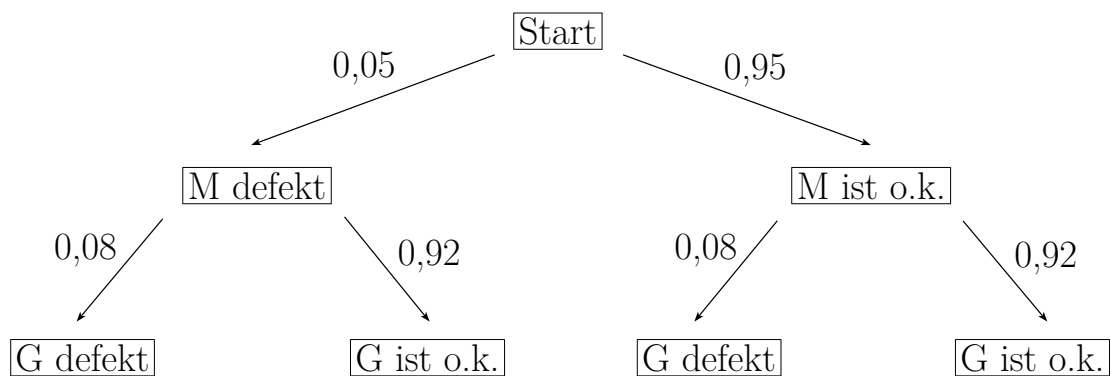 Start
0,05
0,95
M defekt
M ist o.k.
0,08
0,92
0,08
0,92
G defekt
G ist o.k.
G defekt
G ist o.k.